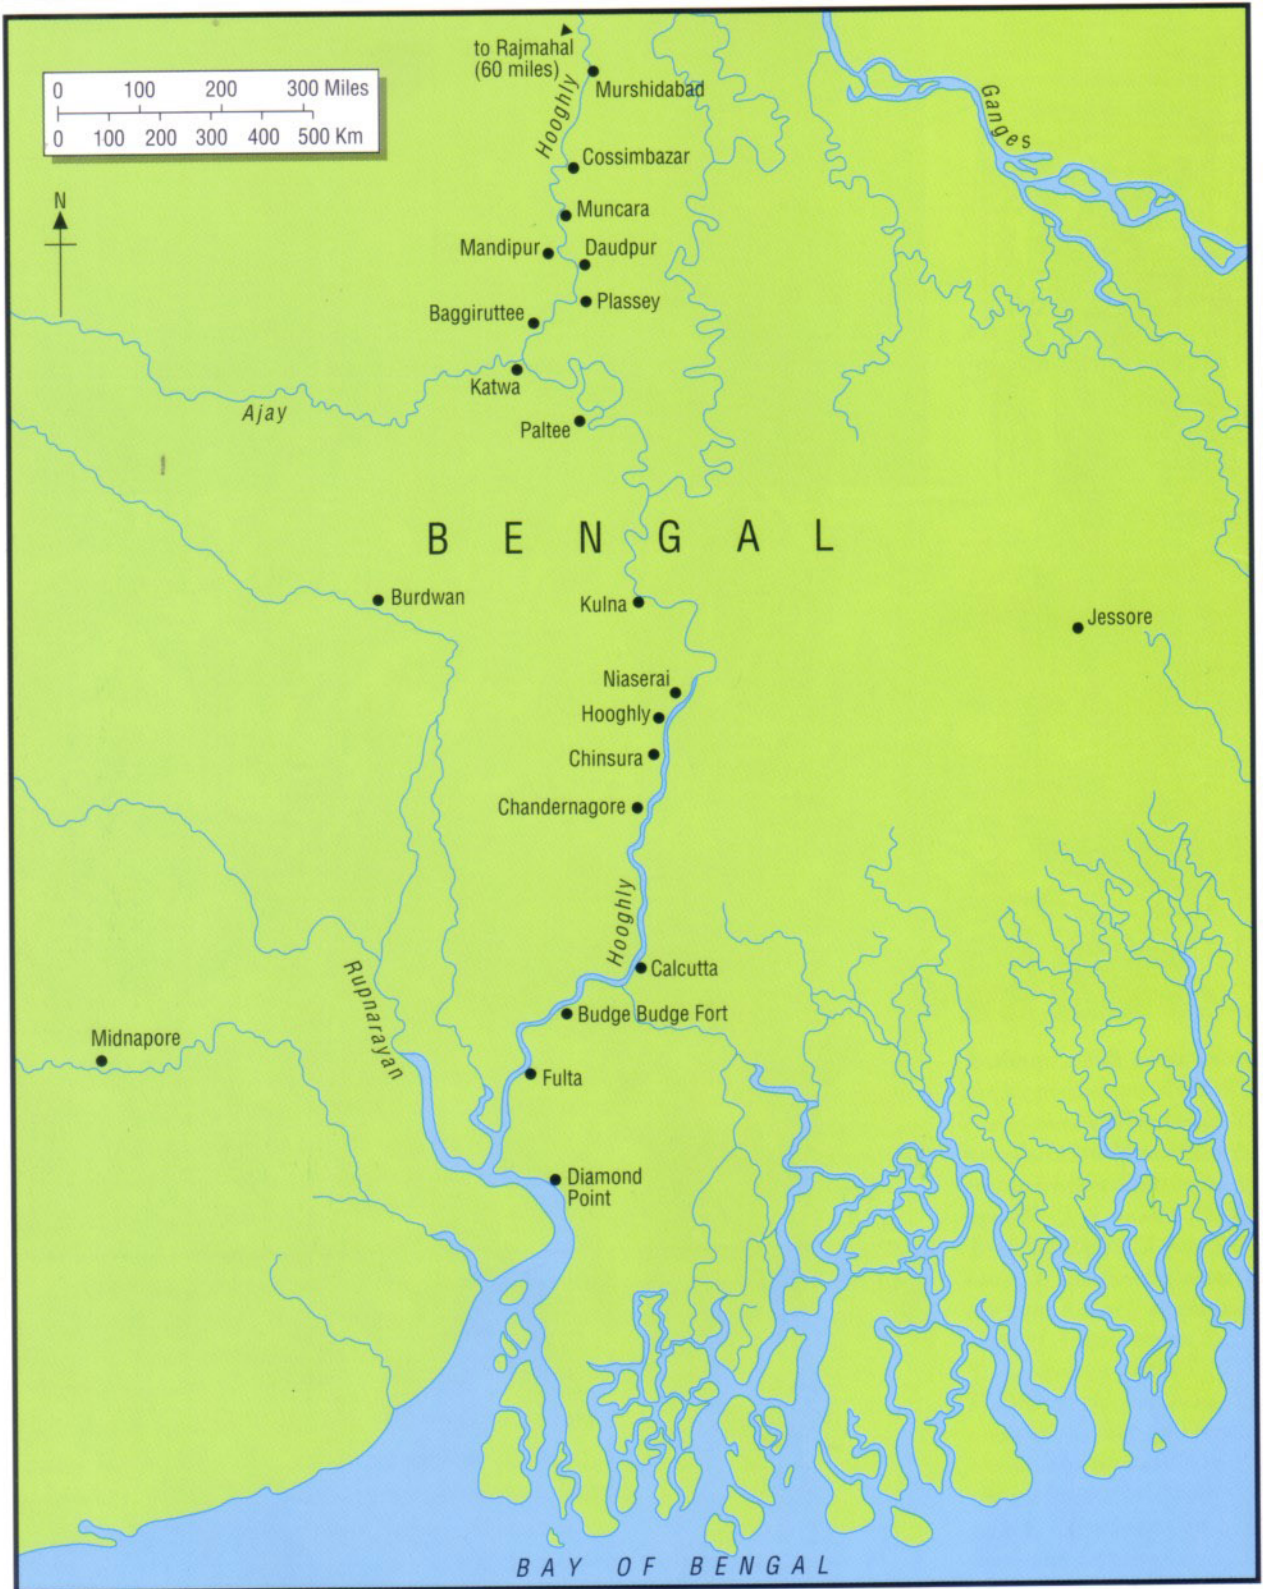 to Rajmahal
(60 miles)
0 100 200 300 Miles
0 100 200 300 400 500 Km
N
Murshidabad
Hooghly
Ganges
Cossimbazar
Muncara
Mandipur
Daudpur
Plassey
Baggiruttee
Katwa
Ajay
Paltee
BENGAL
Burdwan
Kulna
Jessore
Niaserai
Hooghly
Chinsura
Chandernagore
Hooghly
Calcutta
Rupnarayan
Budge Budge Fort
Midnapore
Fulta
Diamond
Point
BAY OF BENGAL